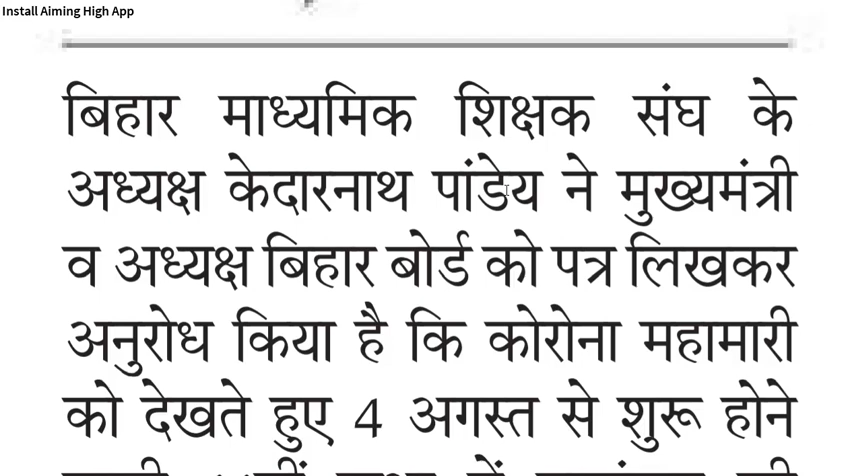 Install Aiming High App
बिहार माध्यमिक शिक्षक संघ के
अध्यक्ष केदारनाथ पांडेय ने मुख्यमंत्री
व अध्यक्ष बिहार बोर्ड को पत्र लिखकर
अनुरोध किया है कि कोरोना महामारी
को देखते हुए 4 अगस्त से शुरू होने